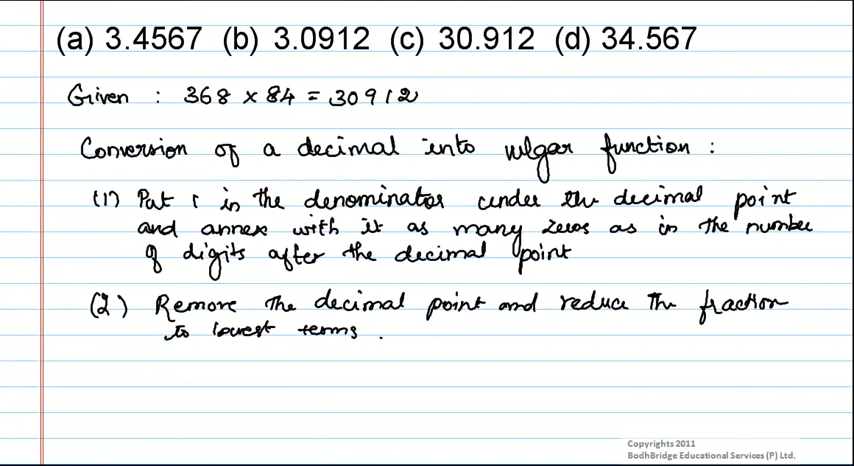 (a) 3.4567 (b) 3.0912 (c) 30.912 (d) 34.567
Given : 368 x 84 = 30912
Conversion of a decimal into vulgar function :
(1) Put 1 in the denominator under the decimal point
and annex with it as many zeros as in the number
of digits after the decimal point
(2) Remove the decimal point and reduce the fraction
to lowest terms .
Copyrights 2011
BodhBridge Educational Services (P) Ltd.